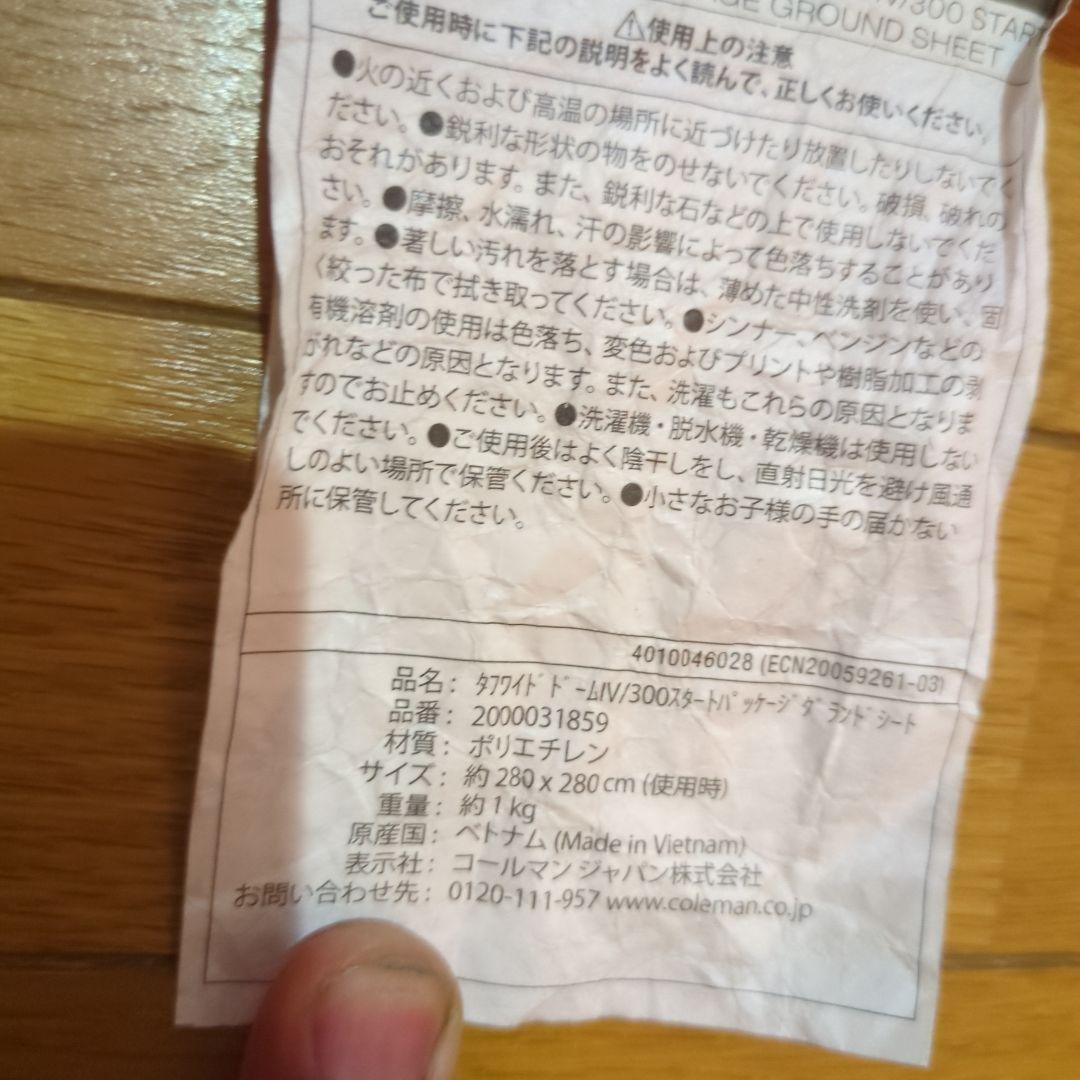 /300 START
GE GROUND SHEET
⚠使用上の注意
ご使用時に下記の説明をよく読んで、正しくお使いください。
●火の近くおよび高温の場所に近づけたり放置したりしないでく
ださい。●鋭利な形状の物をのせないでください。破損、破れの
おそれがあります。また、鋭利な石などの上で使用しないでくだ
さい。●摩擦、水濡れ、汗の影響によって色落ちすることがあり
ます。●著しい汚れを落とす場合は、薄めた中性洗剤を使い、固
く絞った布で拭き取ってください。●シンナー、ベンジンなどの
有機溶剤の使用は色落ち、変色およびプリントや樹脂加工の剥
がれなどの原因となります。また、洗濯もこれらの原因となりま
すのでお止めください。●洗濯機・脱水機・乾燥機は使用しない
でください。●ご使用後はよく陰干しをし、直射日光を避け風通
しのよい場所で保管ください。●小さなお子様の手の届かない
所に保管してください。
4010046028 (ECN20059261-03)
品名: ﾀﾌﾜｲﾄﾞﾄﾞｰﾑIV/300ｽﾀｰﾄﾊﾟｯｹｰｼﾞｸﾞﾗﾝﾄﾞｼｰﾄ
品番: 2000031859
材質: ポリエチレン
サイズ: 約 280 x 280 cm (使用時)
重量: 約 1 kg
原産国: ベトナム (Made in Vietnam)
表示社: コールマン ジャパン株式会社
お問い合わせ先: 0120-111-957 www.coleman.co.jp